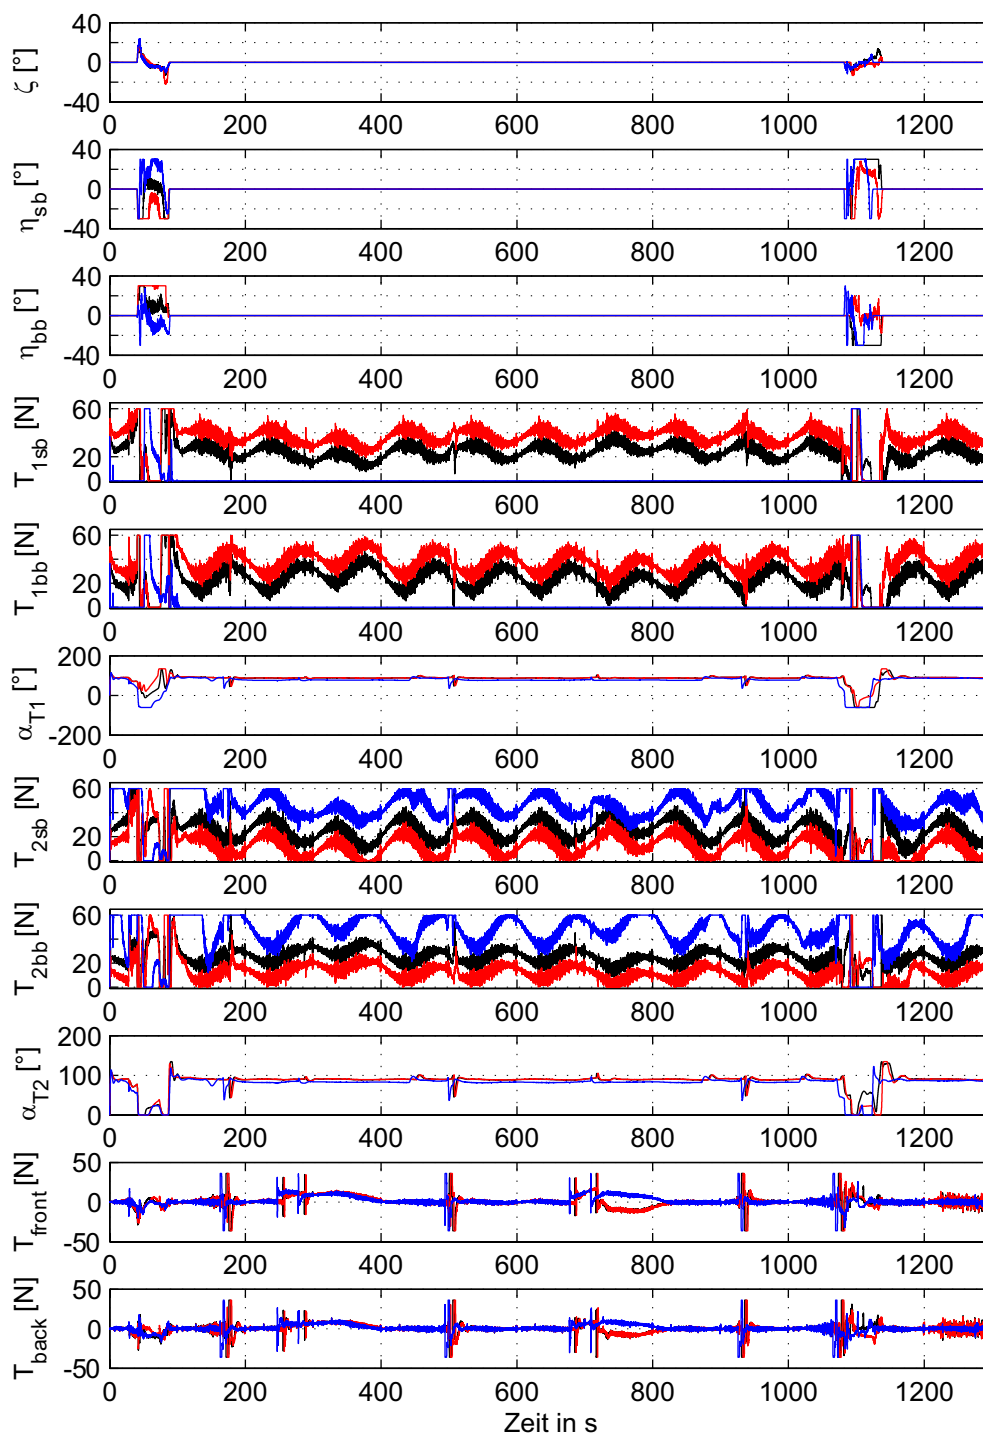 ζ [°]
40
0
-40
0 200 400 600 800 1000 1200
η_sb [°]
40
0
-40
0 200 400 600 800 1000 1200
η_bb [°]
40
0
-40
0 200 400 600 800 1000 1200
T_1sb [N]
60
20
0
0 200 400 600 800 1000 1200
T_1bb [N]
60
20
0
0 200 400 600 800 1000 1200
α_T1 [°]
200
0
-200
0 200 400 600 800 1000 1200
T_2sb [N]
60
20
0
0 200 400 600 800 1000 1200
T_2bb [N]
60
20
0
0 200 400 600 800 1000 1200
α_T2 [°]
200
100
0
0 200 400 600 800 1000 1200
T_front [N]
50
0
-50
0 200 400 600 800 1000 1200
T_back [N]
50
0
-50
0 200 400 600 800 1000 1200
Zeit in s